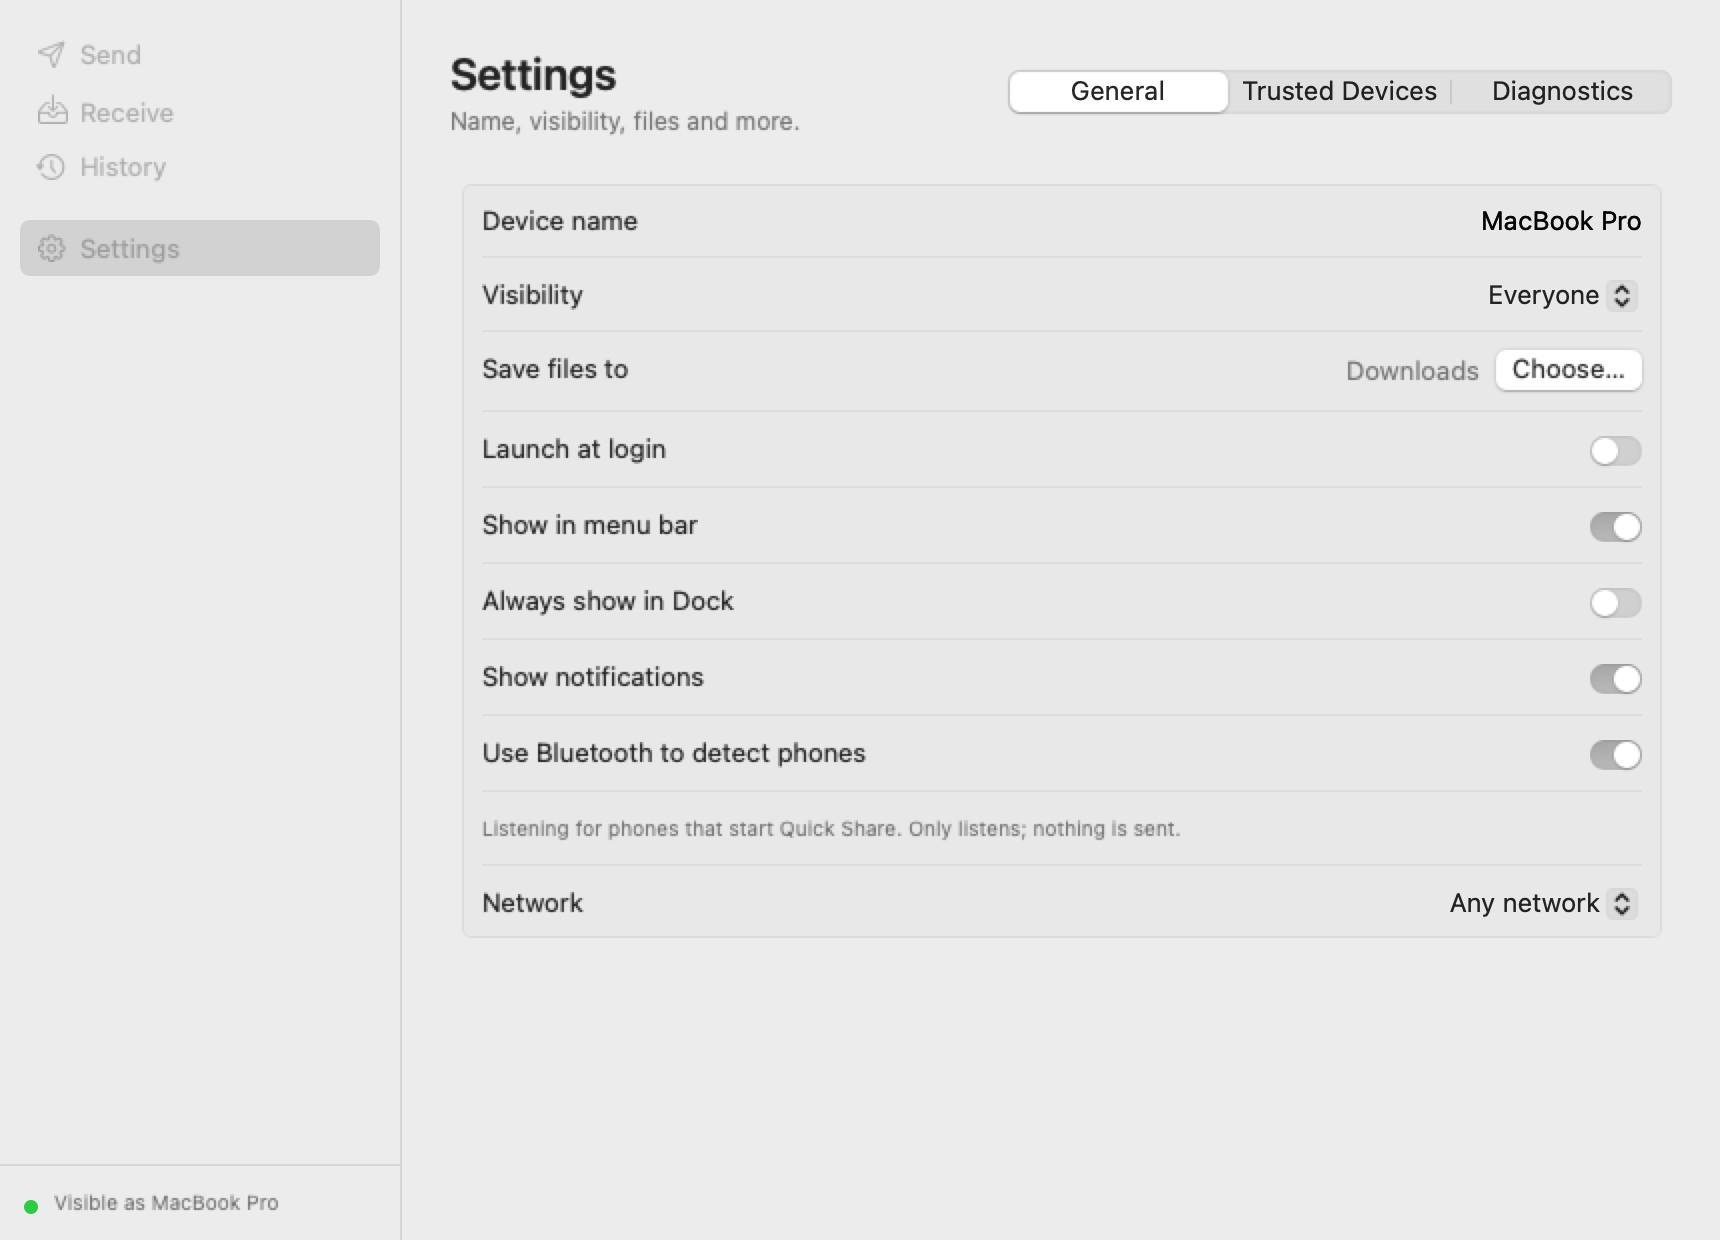 Send
Receive
History
Settings
Visible as MacBook Pro
Settings
Name, visibility, files and more.
General
Trusted Devices
Diagnostics
Device name
MacBook Pro
Visibility
Everyone
Save files to
Downloads
Choose...
Launch at login
Show in menu bar
Always show in Dock
Show notifications
Use Bluetooth to detect phones
Listening for phones that start Quick Share. Only listens; nothing is sent.
Network
Any network